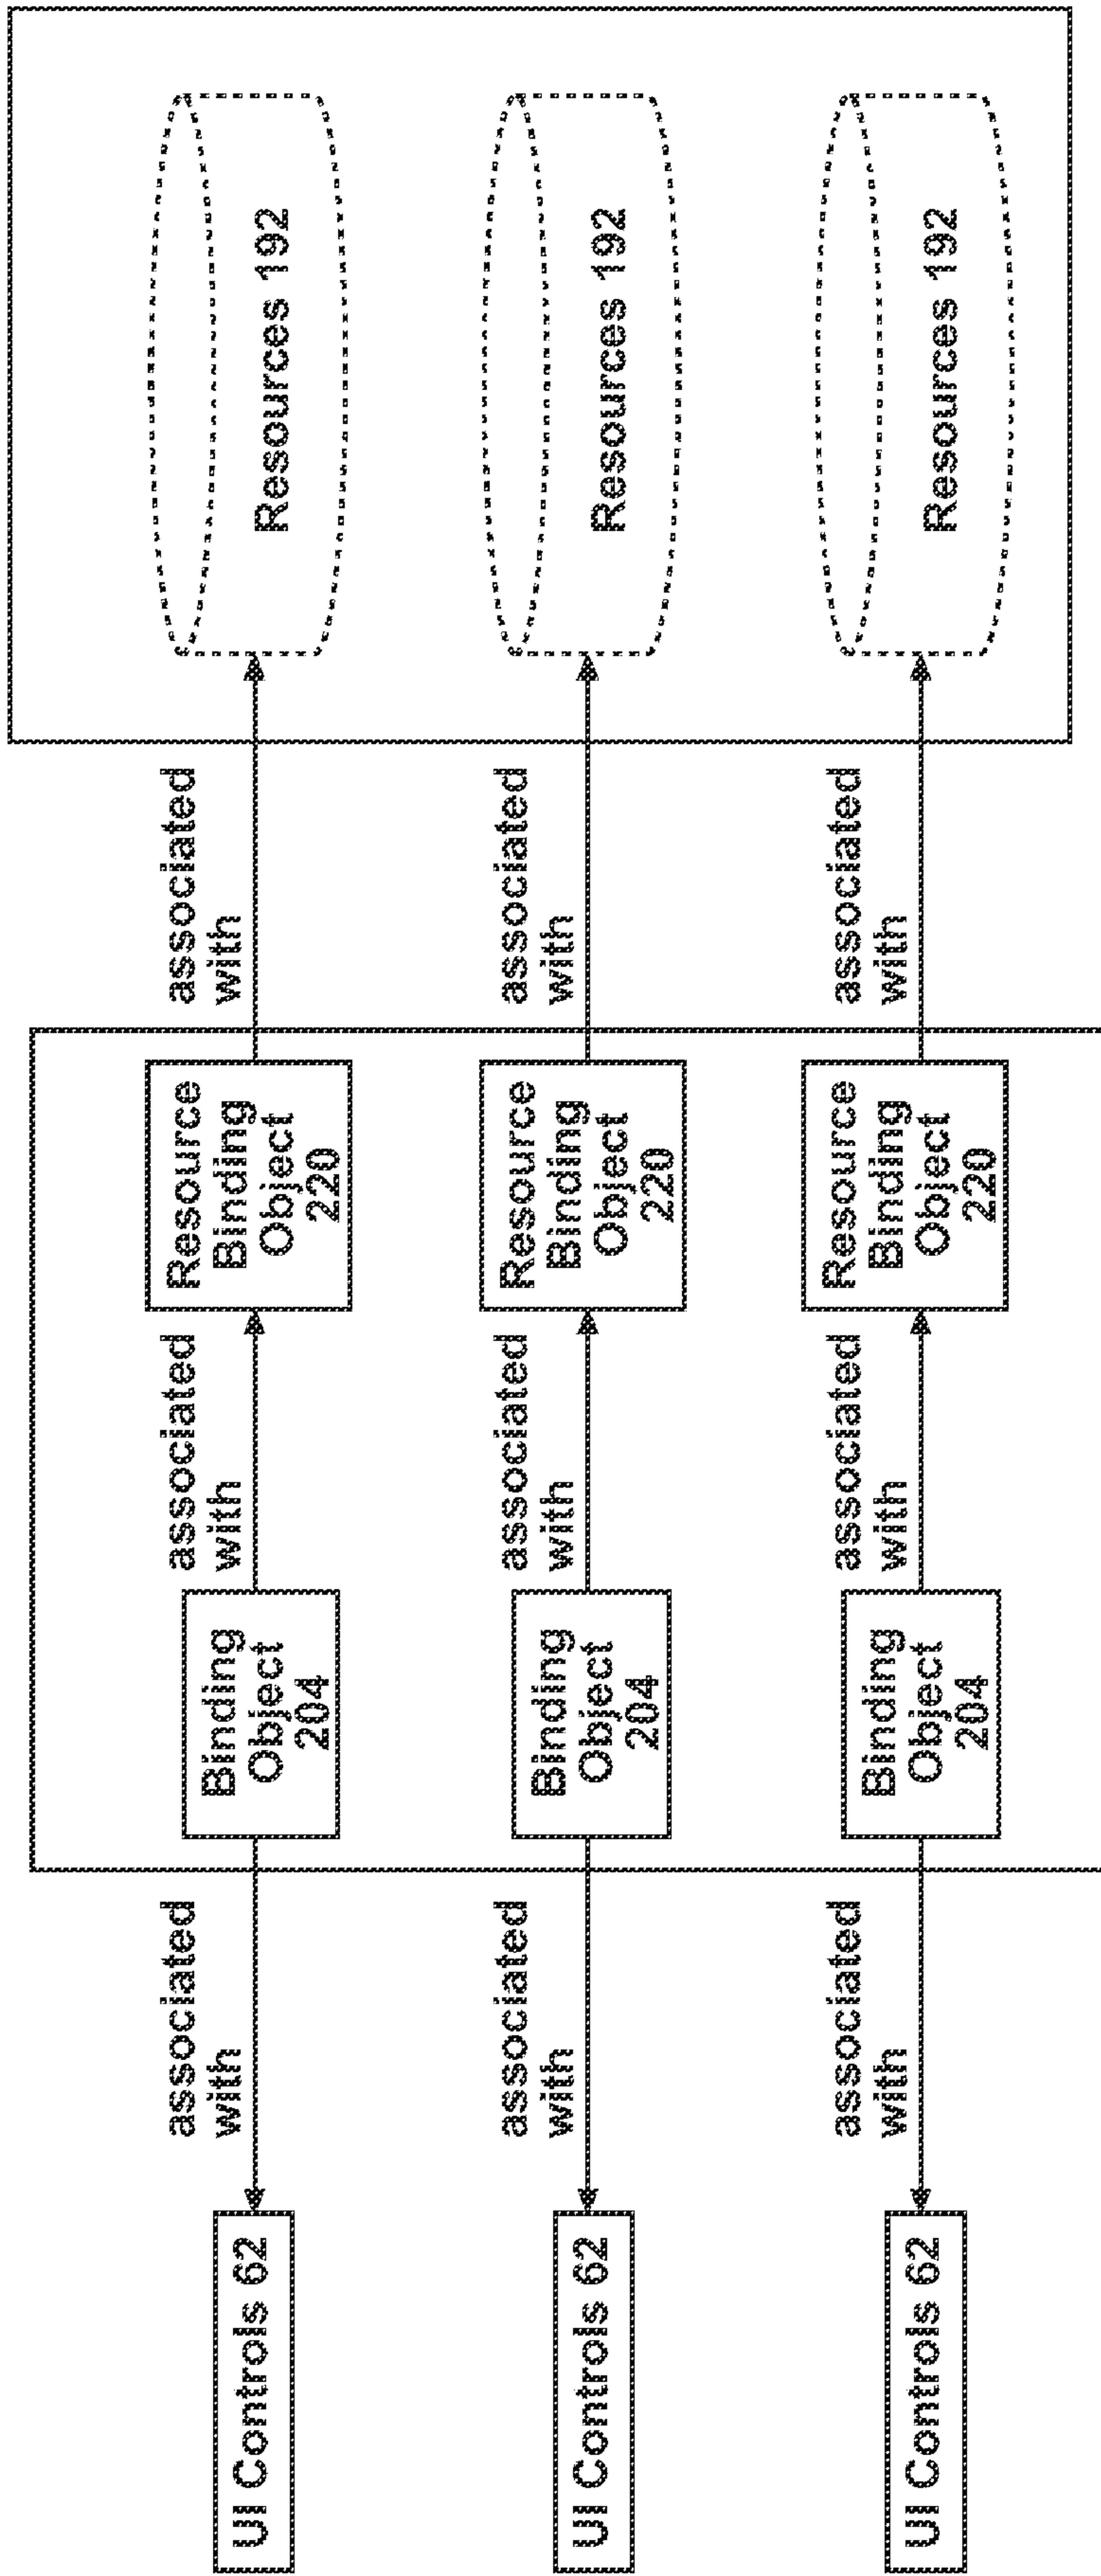 UI Controls 62
associated
with
Binding
Object
204
associated
with
Resource
Binding
Object
220
associated
with
Resources 192
UI Controls 62
associated
with
Binding
Object
204
associated
with
Resource
Binding
Object
220
associated
with
Resources 192
UI Controls 62
associated
with
Binding
Object
204
associated
with
Resource
Binding
Object
220
associated
with
Resources 192